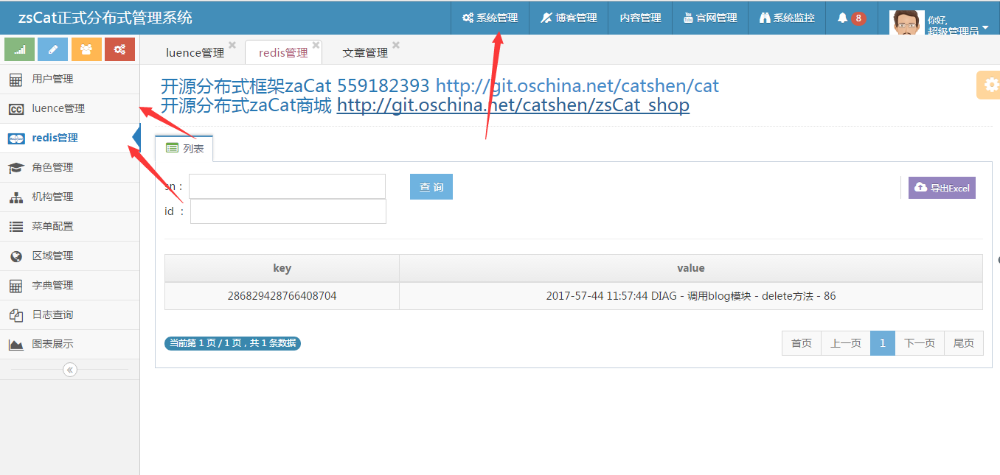 zsCat正式分布式管理系统
系统管理
博客管理
内容管理
官网管理
系统监控
8
你好,
超级管理员
luence管理
redis管理
文章管理
用户管理
luence管理
redis管理
角色管理
机构管理
菜单配置
区域管理
字典管理
日志查询
图表展示
开源分布式框架zaCat 559182393 http://git.oschina.net/catshen/cat
开源分布式zaCat商城 http://git.oschina.net/catshen/zsCat_shop
列表
sn :
查 询
导出Excel
id :
key value
286829428766408704 2017-57-44 11:57:44 DIAG - 调用blog模块 - delete方法 - 86
当前第 1 页 / 1 页 , 共 1 条数据
首页 上一页 1 下一页 尾页